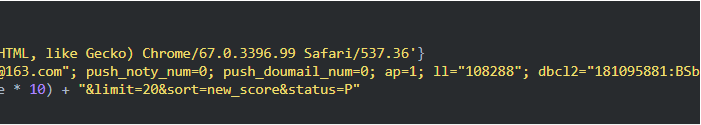 HTML, like Gecko) Chrome/67.0.3396.99 Safari/537.36'}
@163.com"; push_noty_num=0; push_doumail_num=0; ap=1; ll="108288"; dbcl2="181095881:BSb
e * 10) + "&limit=20&sort=new_score&status=P"